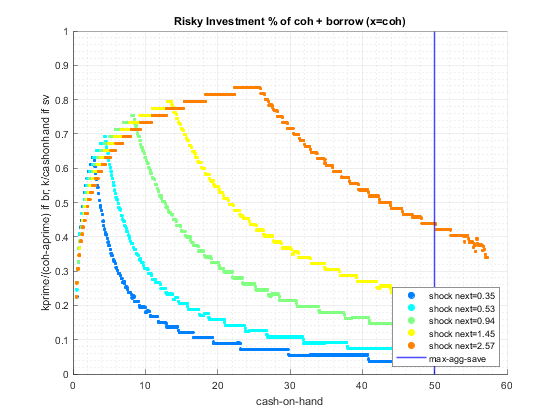 Risky Investment % of coh + borrow (x=coh)
kprime/(coh-aprime) if br, k/cashonhand if sv
1
0.9
0.8
0.7
0.6
0.5
0.4
0.3
0.2
0.1
0
0 10 20 30 40 50 60
cash-on-hand
shock next=0.35
shock next=0.53
shock next=0.94
shock next=1.45
shock next=2.57
max-agg-save